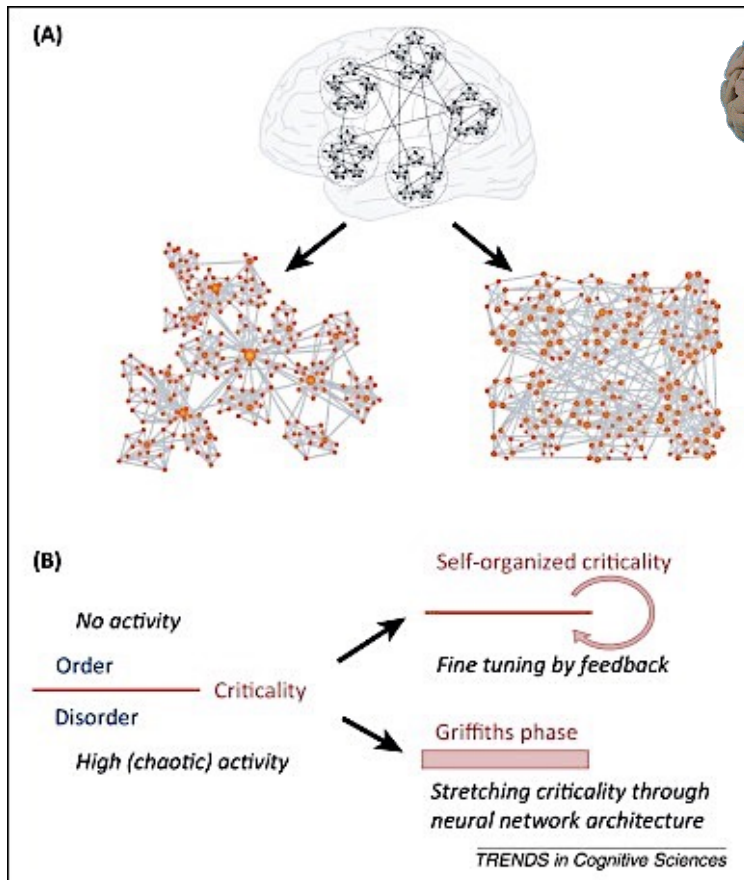 (A)
(B)
No activity
Order
Criticality
Disorder
High (chaotic) activity
Self-organized criticality
Fine tuning by feedback
Griffiths phase
Stretching criticality through
neural network architecture
TRENDS in Cognitive Sciences